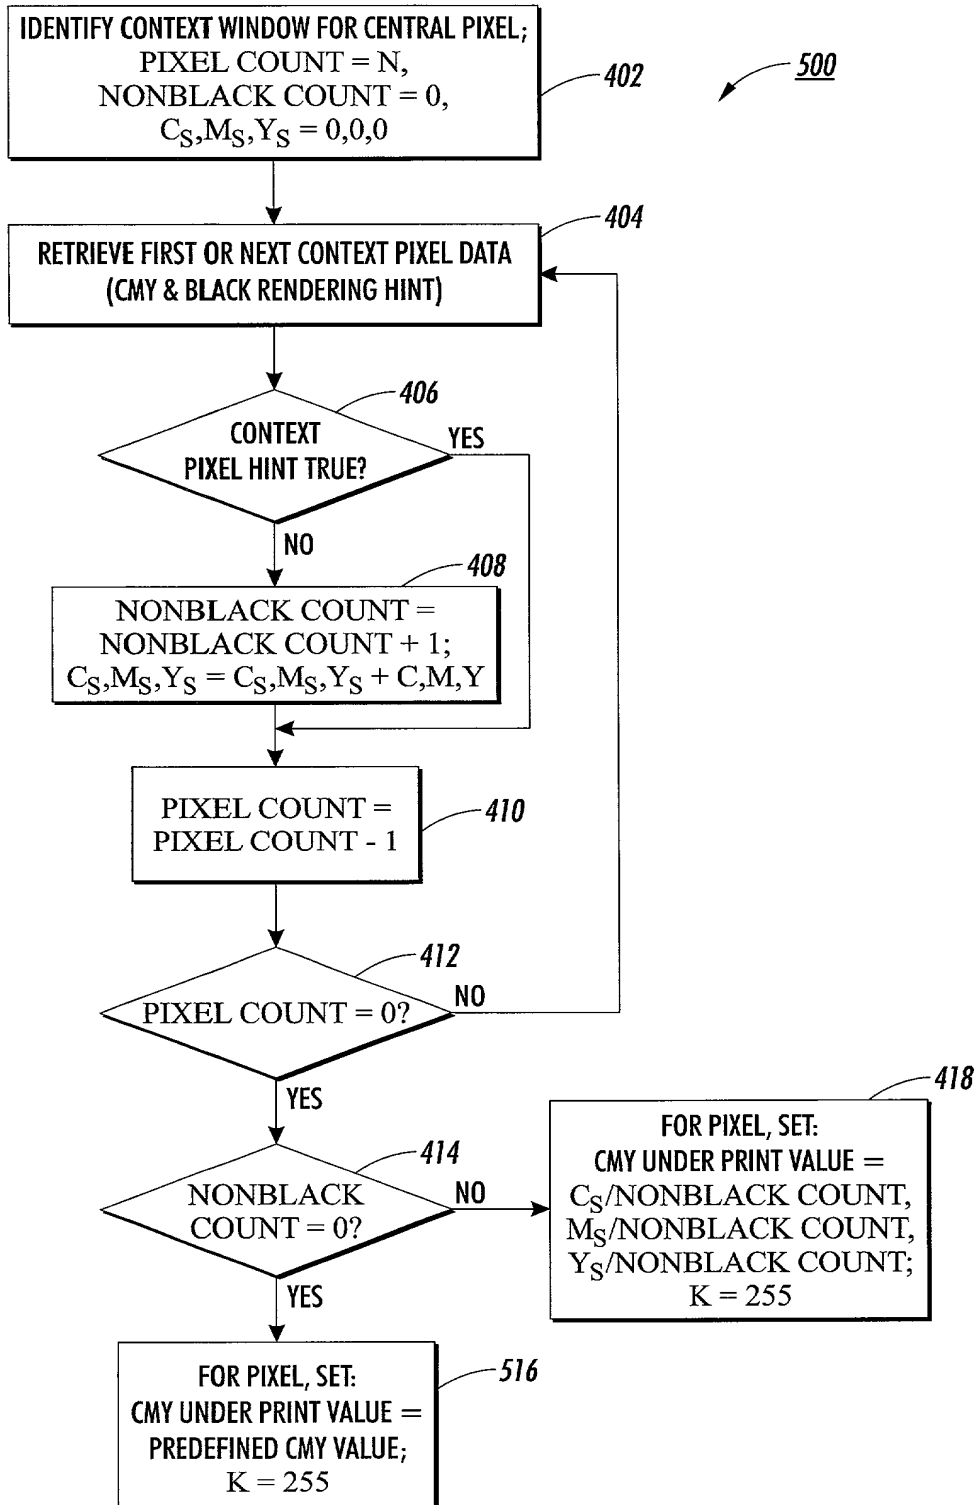 IDENTIFY CONTEXT WINDOW FOR CENTRAL PIXEL;
PIXEL COUNT = N,
NONBLACK COUNT = 0,
CS,MS,YS = 0,0,0
402
500
404
RETRIEVE FIRST OR NEXT CONTEXT PIXEL DATA
(CMY & BLACK RENDERING HINT)
406
CONTEXT
PIXEL HINT TRUE?
YES
NO
408
NONBLACK COUNT =
NONBLACK COUNT + 1;
CS,MS,YS = CS,MS,YS + C,M,Y
PIXEL COUNT =
PIXEL COUNT - 1
410
412
PIXEL COUNT = 0?
NO
YES
414
NONBLACK
COUNT = 0?
NO
YES
418
FOR PIXEL, SET:
CMY UNDER PRINT VALUE =
CS/NONBLACK COUNT,
MS/NONBLACK COUNT,
YS/NONBLACK COUNT;
K = 255
516
FOR PIXEL, SET:
CMY UNDER PRINT VALUE =
PREDEFINED CMY VALUE;
K = 255